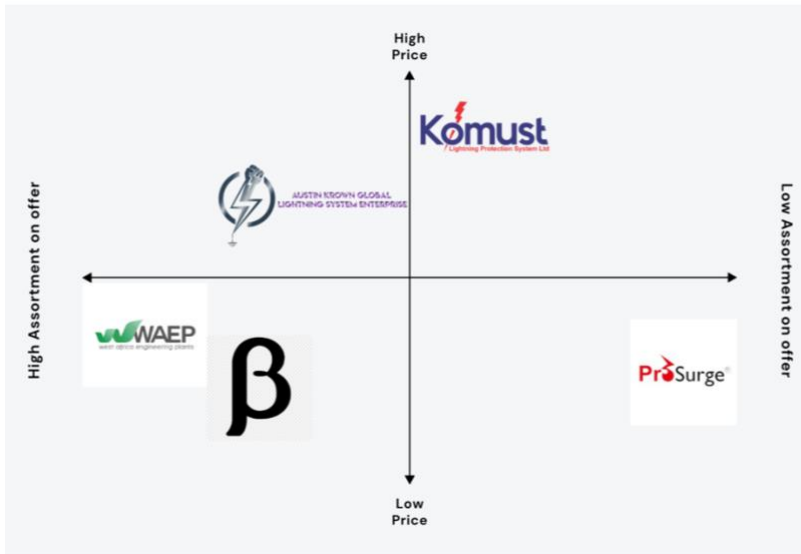 High
Price
Kömust
Lightning Protection System Ltd
AUSTIN KROWN GLOBAL
LIGHTNING SYSTEM ENTERPRISE
High Assortment on offer
Low Assortment on offer
WAEP
west africa engineering plants
β
ProSurge®
Low
Price